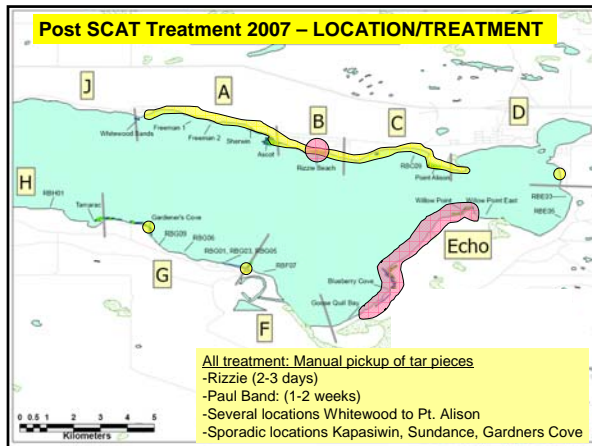 Post SCAT Treatment 2007 – LOCATION/TREATMENT
J
A
B
C
D
Whitewood Sands
Freeman 1
Freeman 2
Sherwin
Ascot
Rizzie Beach
RBC09
Point Alison
H
RBH01
Tamarac
Gardener's Cove
RBG09
RBG06
RBG01, RBG03, RBG05
RBF07
G
F
Willow Point
Willow Point East
RBE03
Echo
Blueberry Cove
Goose Quill Bay
All treatment: Manual pickup of tar pieces
-Rizzie (2-3 days)
-Paul Band: (1-2 weeks)
-Several locations Whitewood to Pt. Alison
-Sporadic locations Kapasiwin, Sundance, Gardners Cove
0 0.5 1 2 3 4 5
Kilometers